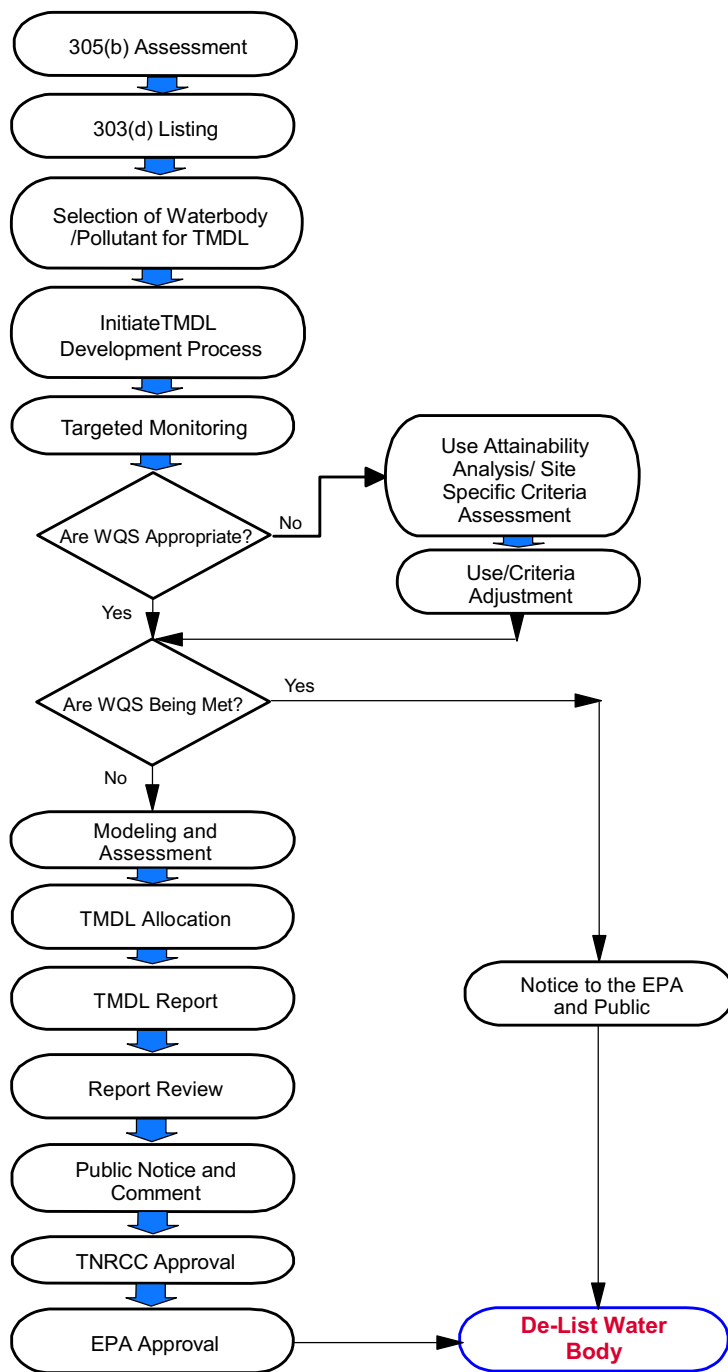 305(b) Assessment
303(d) Listing
Selection of Waterbody
/Pollutant for TMDL
InitiateTMDL
Development Process
Targeted Monitoring
Use Attainability
Analysis/ Site
Specific Criteria
Assessment
Are WQS Appropriate?
No
Use/Criteria
Adjustment
Yes
Are WQS Being Met?
Yes
No
Modeling and
Assessment
TMDL Allocation
TMDL Report
Notice to the EPA
and Public
Report Review
Public Notice and
Comment
TNRCC Approval
EPA Approval
De-List Water
Body